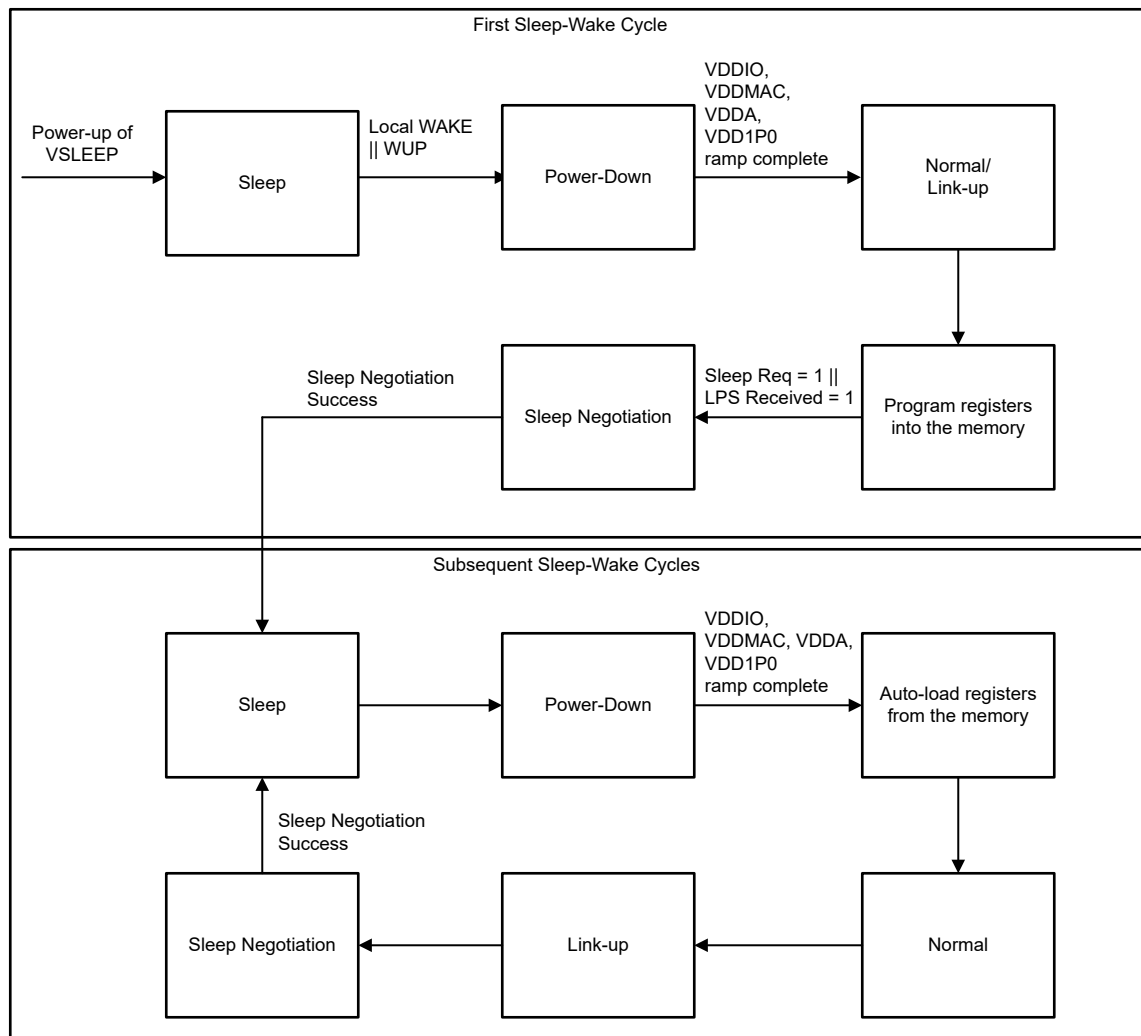 First Sleep-Wake Cycle
Power-up of
VSLEEP
Sleep
Local WAKE
|| WUP
Power-Down
VDDIO,
VDDMAC,
VDDA,
VDD1P0
ramp complete
Normal/
Link-up
Program registers
into the memory
Sleep Req = 1 ||
LPS Received = 1
Sleep Negotiation
Sleep Negotiation
Success
Subsequent Sleep-Wake Cycles
Sleep
Power-Down
VDDIO,
VDDMAC, VDDA,
VDD1P0
ramp complete
Auto-load registers
from the memory
Normal
Link-up
Sleep Negotiation
Sleep Negotiation
Success